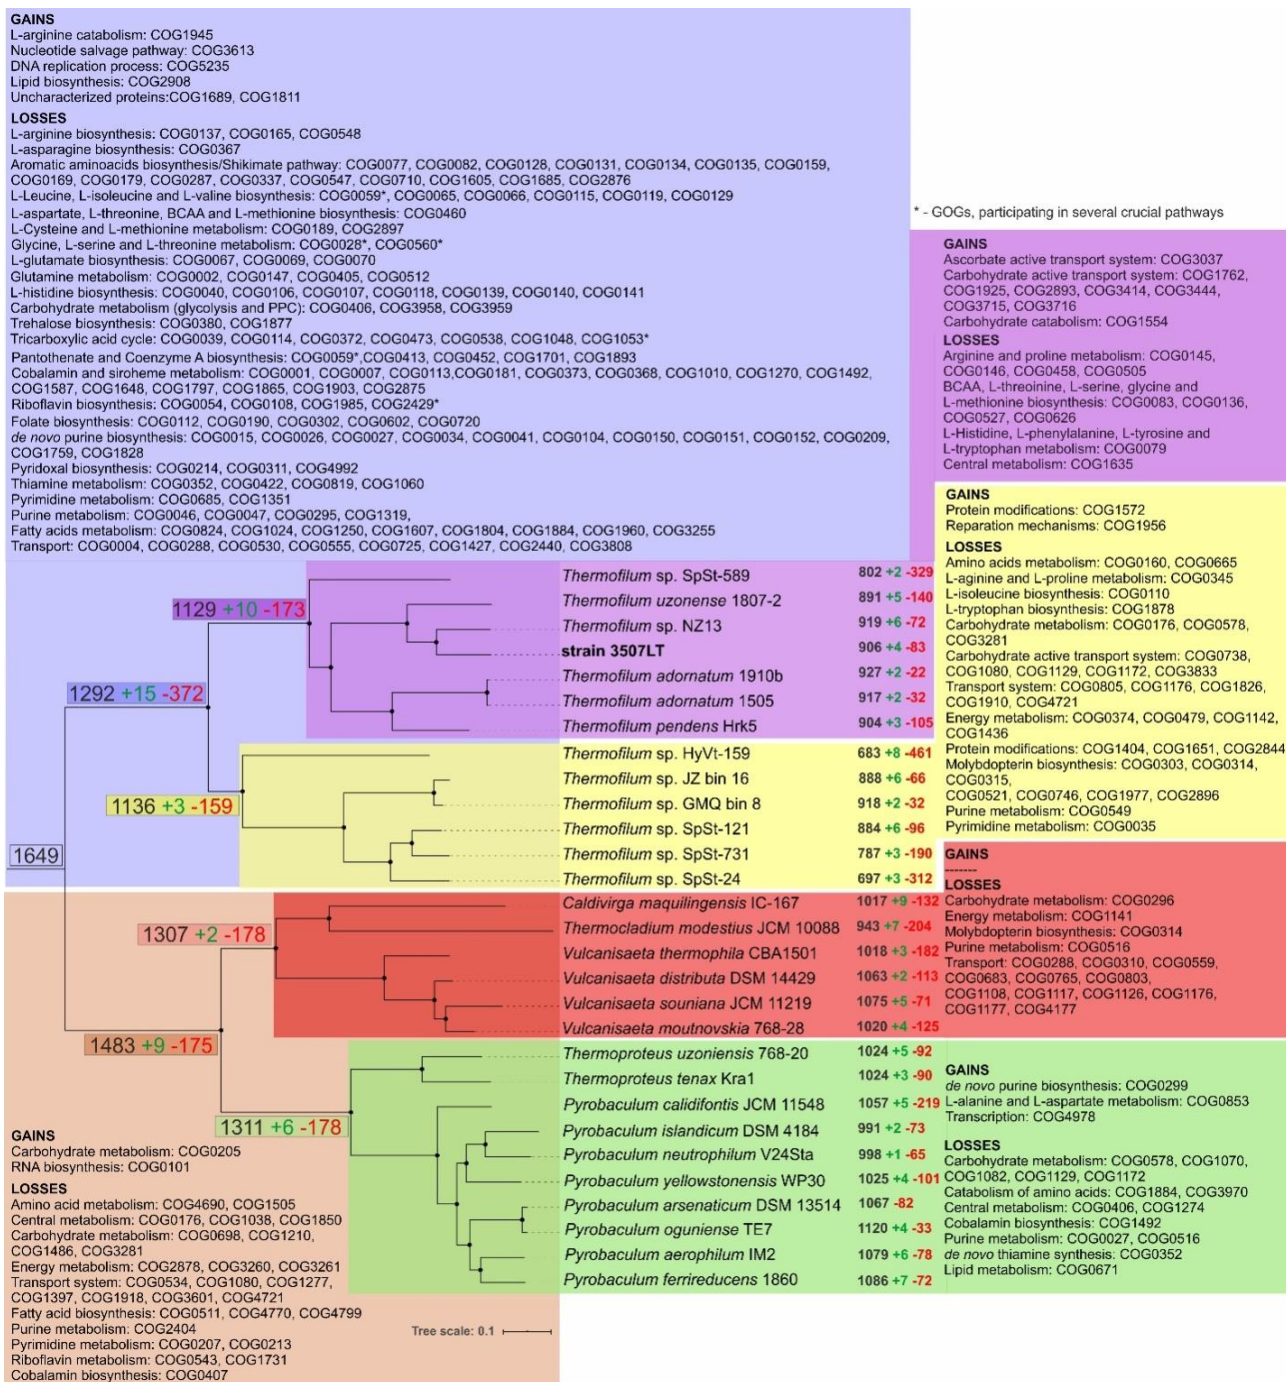 GAINS
L-arginine catabolism: COG1945
Nucleotide salvage pathway: COG3613
DNA replication process: COG5235
Lipid biosynthesis: COG2908
Uncharacterized proteins:COG1689, COG1811
LOSSES
L-arginine biosynthesis: COG0137, COG0165, COG0548
L-asparagine biosynthesis: COG0367
Aromatic aminoacids biosynthesis/Shikimate pathway: COG0077, COG0082, COG0128, COG0131, COG0134, COG0135, COG0159,
COG0169, COG0179, COG0287, COG0337, COG0547, COG0710, COG1605, COG1685, COG2876
L-Leucine, L-isoleucine and L-valine biosynthesis: COG0059*, COG0065, COG0066, COG0115, COG0119, COG0129
L-aspartate, L-threonine, BCAA and L-methionine biosynthesis: COG0460
L-Cysteine and L-methionine metabolism: COG0189, COG2897
Glycine, L-serine and L-threonine metabolism: COG0028*, COG0560*
L-glutamate biosynthesis: COG0067, COG0069, COG0070
Glutamine metabolism: COG0002, COG0147, COG0405, COG0512
L-histidine biosynthesis: COG0040, COG0106, COG0107, COG0118, COG0139, COG0140, COG0141
Carbohydrate metabolism (glycolysis and PPC): COG0406, COG3958, COG3959
Trehalose biosynthesis: COG0380, COG1877
Tricarboxylic acid cycle: COG0039, COG0114, COG0372, COG0473, COG0538, COG1048, COG1053*
Pantothenate and Coenzyme A biosynthesis: COG0059*,COG0413, COG0452, COG1701, COG1893
Cobalamin and siroheme metabolism: COG0001, COG0007, COG0113,COG0181, COG0373, COG0368, COG1010, COG1270, COG1492,
COG1587, COG1648, COG1797, COG1865, COG1903, COG2875
Riboflavin biosynthesis: COG0054, COG0108, COG1985, COG2429*
Folate biosynthesis: COG0112, COG0190, COG0302, COG0602, COG0720
de novo purine biosynthesis: COG0015, COG0026, COG0027, COG0034, COG0041, COG0104, COG0150, COG0151, COG0152, COG0209,
COG1759, COG1828
Pyridoxal biosynthesis: COG0214, COG0311, COG4992
Thiamine metabolism: COG0352, COG0422, COG0819, COG1060
Pyrimidine metabolism: COG0685, COG1351
Purine metabolism: COG0046, COG0047, COG0295, COG1319,
Fatty acids metabolism: COG0824, COG1024, COG1250, COG1607, COG1804, COG1884, COG1960, COG3255
Transport: COG0004, COG0288, COG0530, COG0555, COG0725, COG1427, COG2440, COG3808
* - GOGs, participating in several crucial pathways
GAINS
Ascorbate active transport system: COG3037
Carbohydrate active transport system: COG1762,
COG1925, COG2893, COG3414, COG3444,
COG3715, COG3716
Carbohydrate catabolism: COG1554
LOSSES
Arginine and proline metabolism: COG0145,
COG0146, COG0458, COG0505
BCAA, L-threoinine, L-serine, glycine and
L-methionine biosynthesis: COG0083, COG0136,
COG0527, COG0626
L-Histidine, L-phenylalanine, L-tyrosine and
L-tryptophan metabolism: COG0079
Central metabolism: COG1635
GAINS
Protein modifications: COG1572
Reparation mechanisms: COG1956
LOSSES
Amino acids metabolism: COG0160, COG0665
L-aginine and L-proline metabolism: COG0345
L-isoleucine biosynthesis: COG0110
L-tryptophan biosynthesis: COG1878
Carbohydrate metabolism: COG0176, COG0578,
COG3281
Carbohydrate active transport system: COG0738,
COG1080, COG1129, COG1172, COG3833
Transport system: COG0805, COG1176, COG1826,
COG1910, COG4721
Energy metabolism: COG0374, COG0479, COG1142,
COG1436
Protein modifications: COG1404, COG1651, COG2844
Molybdopterin biosynthesis: COG0303, COG0314,
COG0315,
COG0521, COG0746, COG1977, COG2896
Purine metabolism: COG0549
Pyrimidine metabolism: COG0035
GAINS
-------
LOSSES
Carbohydrate metabolism: COG0296
Energy metabolism: COG1141
Molybdopterin biosynthesis: COG0314
Purine metabolism: COG0516
Transport: COG0288, COG0310, COG0559,
COG0683, COG0765, COG0803,
COG1108, COG1117, COG1126, COG1176,
COG1177, COG4177
GAINS
de novo purine biosynthesis: COG0299
L-alanine and L-aspartate metabolism: COG0853
Transcription: COG4978
LOSSES
Carbohydrate metabolism: COG0578, COG1070,
COG1082, COG1129, COG1172
Catabolism of amino acids: COG1884, COG3970
Central metabolism: COG0406, COG1274
Cobalamin biosynthesis: COG1492
Purine metabolism: COG0027, COG0516
de novo thiamine synthesis: COG0352
Lipid metabolism: COG0671
1649
1292 +15 -372
1129 +10 -173
1136 +3 -159
1483 +9 -175
1307 +2 -178
1311 +6 -178
Thermofilum sp. SpSt-589 802 +2 -329
Thermofilum uzonense 1807-2 891 +5 -140
Thermofilum sp. NZ13 919 +6 -72
strain 3507LT 906 +4 -83
Thermofilum adornatum 1910b 927 +2 -22
Thermofilum adornatum 1505 917 +2 -32
Thermofilum pendens Hrk5 904 +3 -105
Thermofilum sp. HyVt-159 683 +8 -461
Thermofilum sp. JZ bin 16 888 +6 -66
Thermofilum sp. GMQ bin 8 918 +2 -32
Thermofilum sp. SpSt-121 884 +6 -96
Thermofilum sp. SpSt-731 787 +3 -190
Thermofilum sp. SpSt-24 697 +3 -312
Caldivirga maquilingensis IC-167 1017 +9 -132
Thermocladium modestius JCM 10088 943 +7 -204
Vulcanisaeta thermophila CBA1501 1018 +3 -182
Vulcanisaeta distributa DSM 14429 1063 +2 -113
Vulcanisaeta souniana JCM 11219 1075 +5 -71
Vulcanisaeta moutnovskia 768-28 1020 +4 -125
Thermoproteus uzoniensis 768-20 1024 +5 -92
Thermoproteus tenax Kra1 1024 +3 -90
Pyrobaculum calidifontis JCM 11548 1057 +5 -219
Pyrobaculum islandicum DSM 4184 991 +2 -73
Pyrobaculum neutrophilum V24Sta 998 +1 -65
Pyrobaculum yellowstonensis WP30 1025 +4 -101
Pyrobaculum arsenaticum DSM 13514 1067 -82
Pyrobaculum oguniense TE7 1120 +4 -33
Pyrobaculum aerophilum IM2 1079 +6 -78
Pyrobaculum ferrireducens 1860 1086 +7 -72
GAINS
Carbohydrate metabolism: COG0205
RNA biosynthesis: COG0101
LOSSES
Amino acid metabolism: COG4690, COG1505
Central metabolism: COG0176, COG1038, COG1850
Carbohydrate metabolism: COG0698, COG1210,
COG1486, COG3281
Energy metabolism: COG2878, COG3260, COG3261
Transport system: COG0534, COG1080, COG1277,
COG1397, COG1918, COG3601, COG4721
Fatty acid biosynthesis: COG0511, COG4770, COG4799
Purine metabolism: COG2404
Pyrimidine metabolism: COG0207, COG0213
Riboflavin metabolism: COG0543, COG1731
Cobalamin biosynthesis: COG0407
Tree scale: 0.1